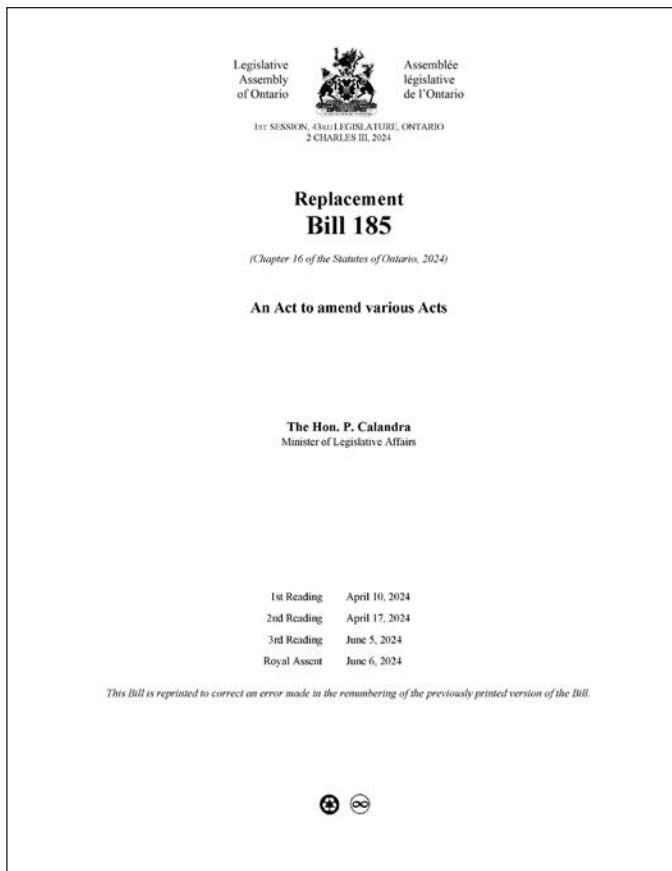 Legislative
Assembly
of Ontario
Assemblée
législative
de l'Ontario
1ST SESSION, 43RD LEGISLATURE, ONTARIO
2 CHARLES III, 2024
Replacement
Bill 185
(Chapter 16 of the Statutes of Ontario, 2024)
An Act to amend various Acts
The Hon. P. Calandra
Minister of Legislative Affairs
1st Reading April 10, 2024
2nd Reading April 17, 2024
3rd Reading June 5, 2024
Royal Assent June 6, 2024
This Bill is reprinted to correct an error made in the renumbering of the previously printed version of the Bill.